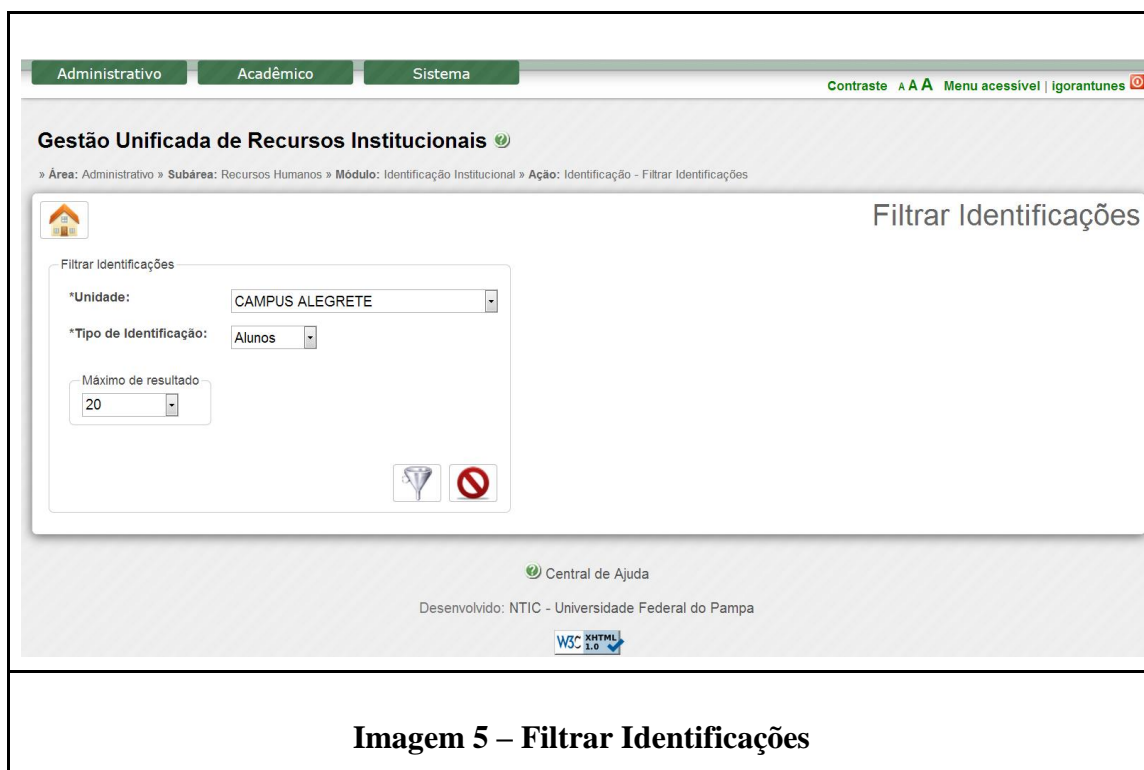 Administrativo Acadêmico Sistema
Contraste A A A Menu acessível | igorantunes
Gestão Unificada de Recursos Institucionais
» Área: Administrativo » Subárea: Recursos Humanos » Módulo: Identificação Institucional » Ação: Identificação - Filtrar Identificações
Filtrar Identificações
Filtrar Identificações
*Unidade: CAMPUS ALEGRETE
*Tipo de Identificação: Alunos
Máximo de resultado
20
Central de Ajuda
Desenvolvido: NTIC - Universidade Federal do Pampa
W3C XHTML 1.0
Imagem 5 – Filtrar Identificações